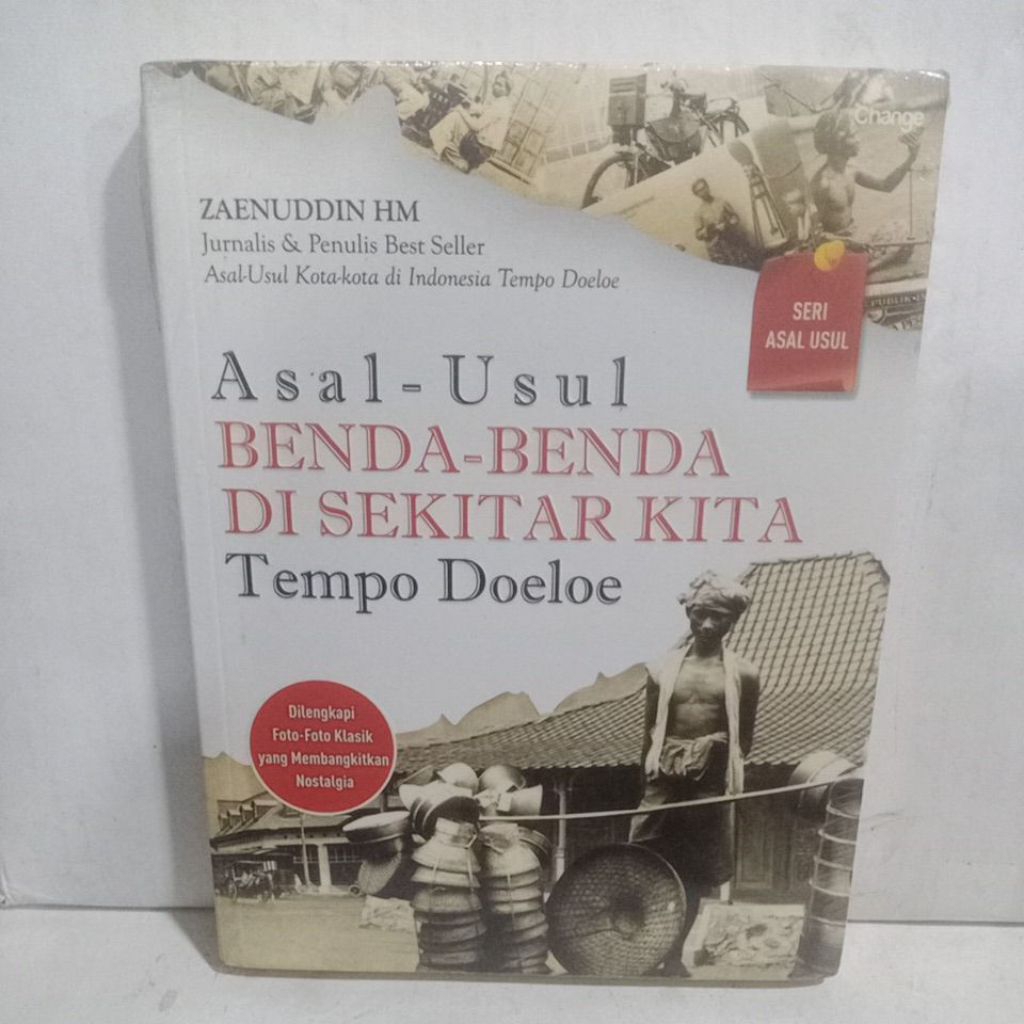 Change
ZAENUDDIN HM
Jurnalis & Penulis Best Seller
Asal-Usul Kota-kota di Indonesia Tempo Doeloe
SERI
ASAL USUL
PUBLIK
Asal-Usul
BENDA-BENDA
DI SEKITAR KITA
Tempo Doeloe
Dilengkapi
Foto-Foto Klasik
yang Membangkitkan
Nostalgia